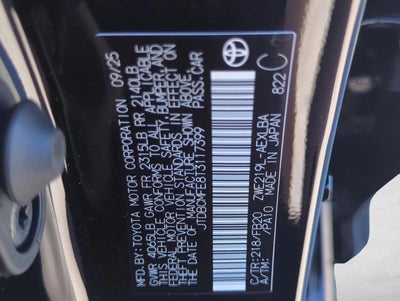 MFD.BY:TOYOTA MOTOR CORPORATION 09/25
GVWR 4065LB GAWR FR 2315LB RR 2140LB
THIS VEHICLE CONFORMS TO ALL APPLICABLE
FEDERAL MOTOR VEHICLE SAFETY, BUMPER, AND
THEFT PREVENTION STANDARDS IN EFFECT ON
THE DATE OF MANUFACTURE SHOWN ABOVE.
JTDBCMFE8T3117399 PASS.CAR
C/TR:218/FB20 ZWE219L-AEXLBA
A/TM: /PA10 MADE IN JAPAN
822 C
TOYOTA